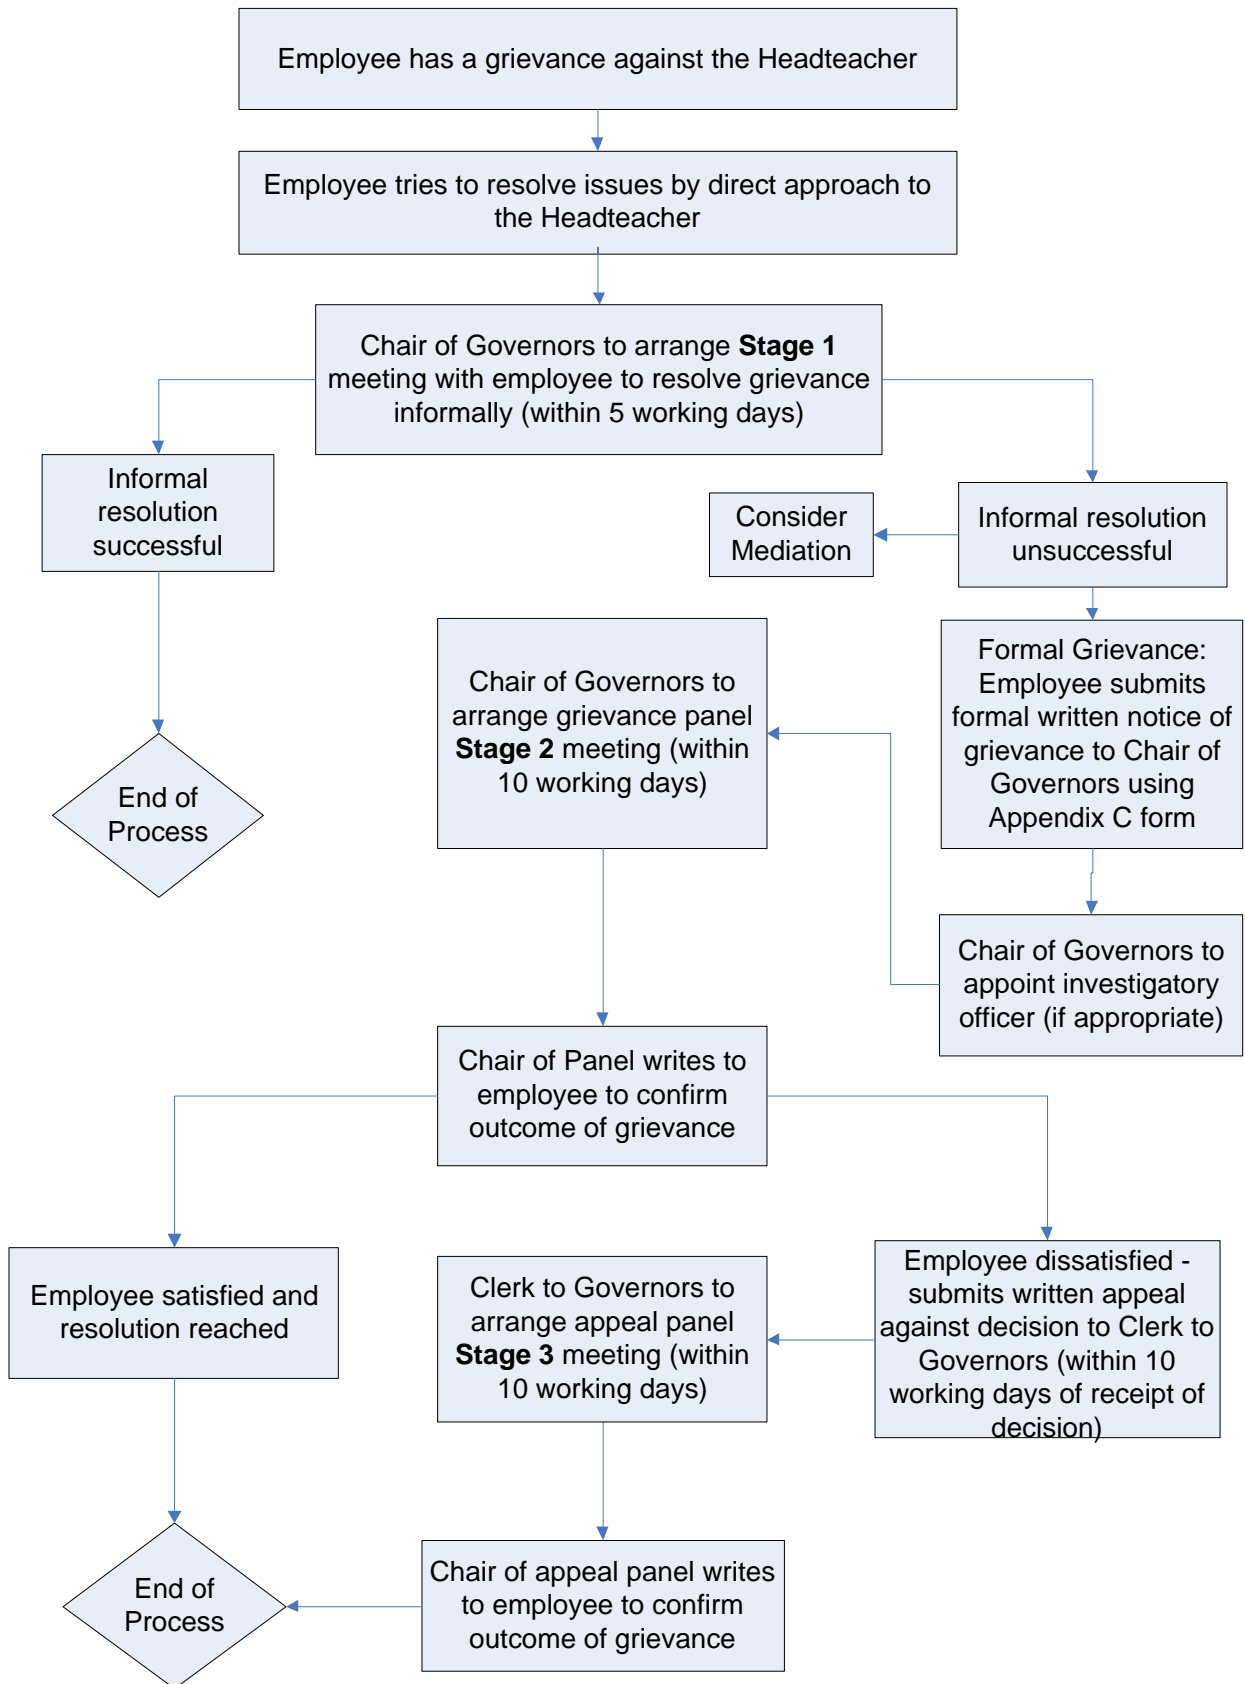 Employee has a grievance against the Headteacher
Employee tries to resolve issues by direct approach to
the Headteacher
Chair of Governors to arrange Stage 1
meeting with employee to resolve grievance
informally (within 5 working days)
Informal
resolution
successful
Consider
Mediation
Informal resolution
unsuccessful
End of
Process
Formal Grievance:
Employee submits
formal written notice of
grievance to Chair of
Governors using
Appendix C form
Chair of Governors to
arrange grievance panel
Stage 2 meeting (within
10 working days)
Chair of Governors to
appoint investigatory
officer (if appropriate)
Chair of Panel writes to
employee to confirm
outcome of grievance
Employee satisfied and
resolution reached
Clerk to Governors to
arrange appeal panel
Stage 3 meeting (within
10 working days)
Employee dissatisfied -
submits written appeal
against decision to Clerk to
Governors (within 10
working days of receipt of
decision)
End of
Process
Chair of appeal panel writes
to employee to confirm
outcome of grievance